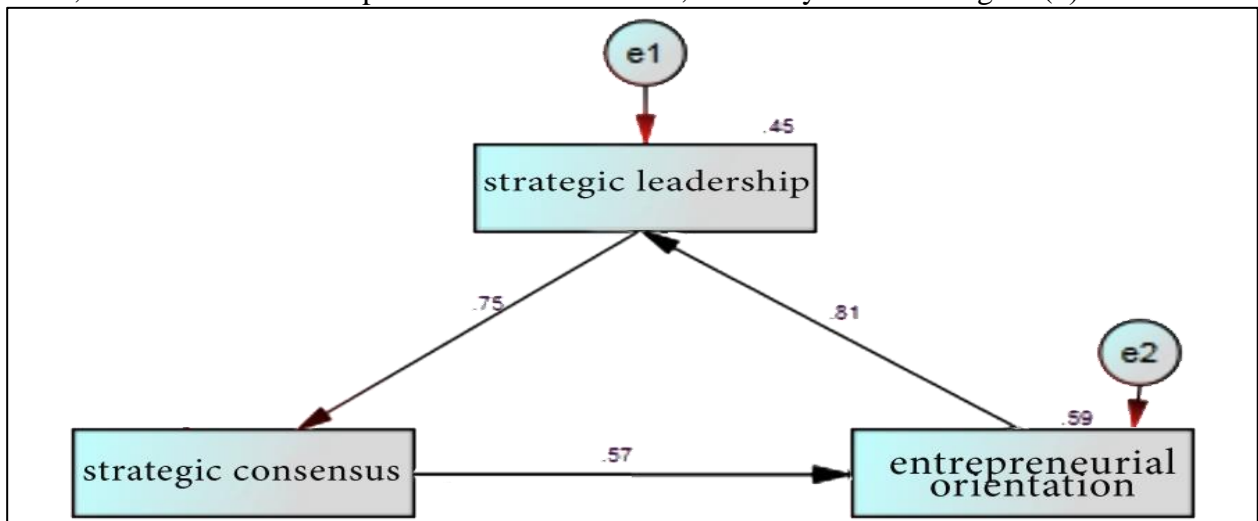 e1
.45
strategic leadership
.75
.81
e2
.59
strategic consensus
.57
entrepreneurial
orientation